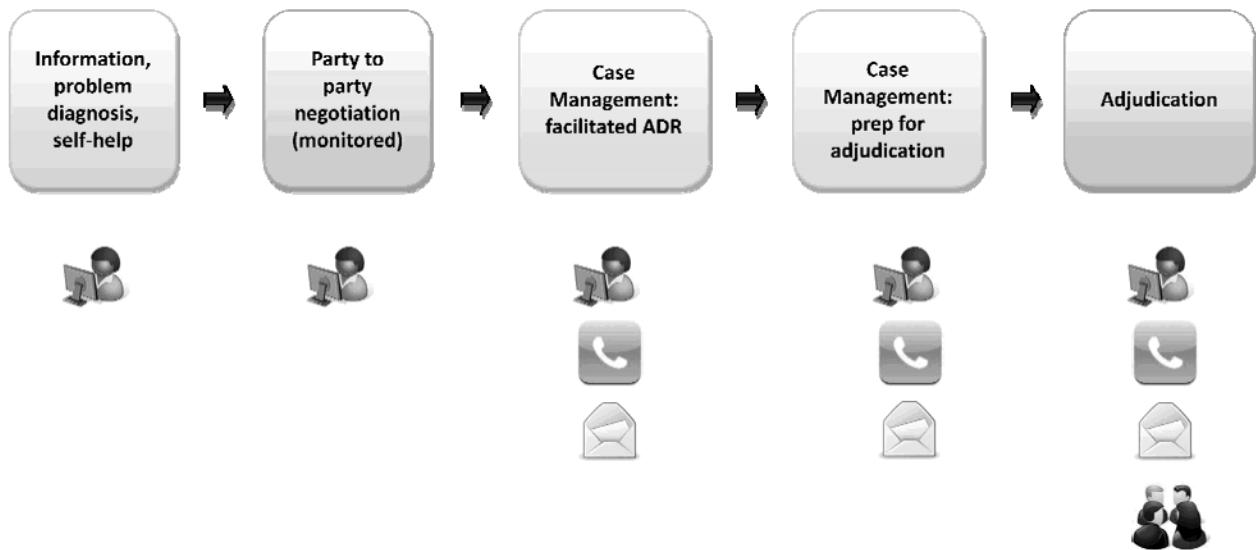 Information,
problem
diagnosis,
self-help
Party to
party
negotiation
(monitored)
Case
Management:
facilitated ADR
Case
Management:
prep for
adjudication
Adjudication